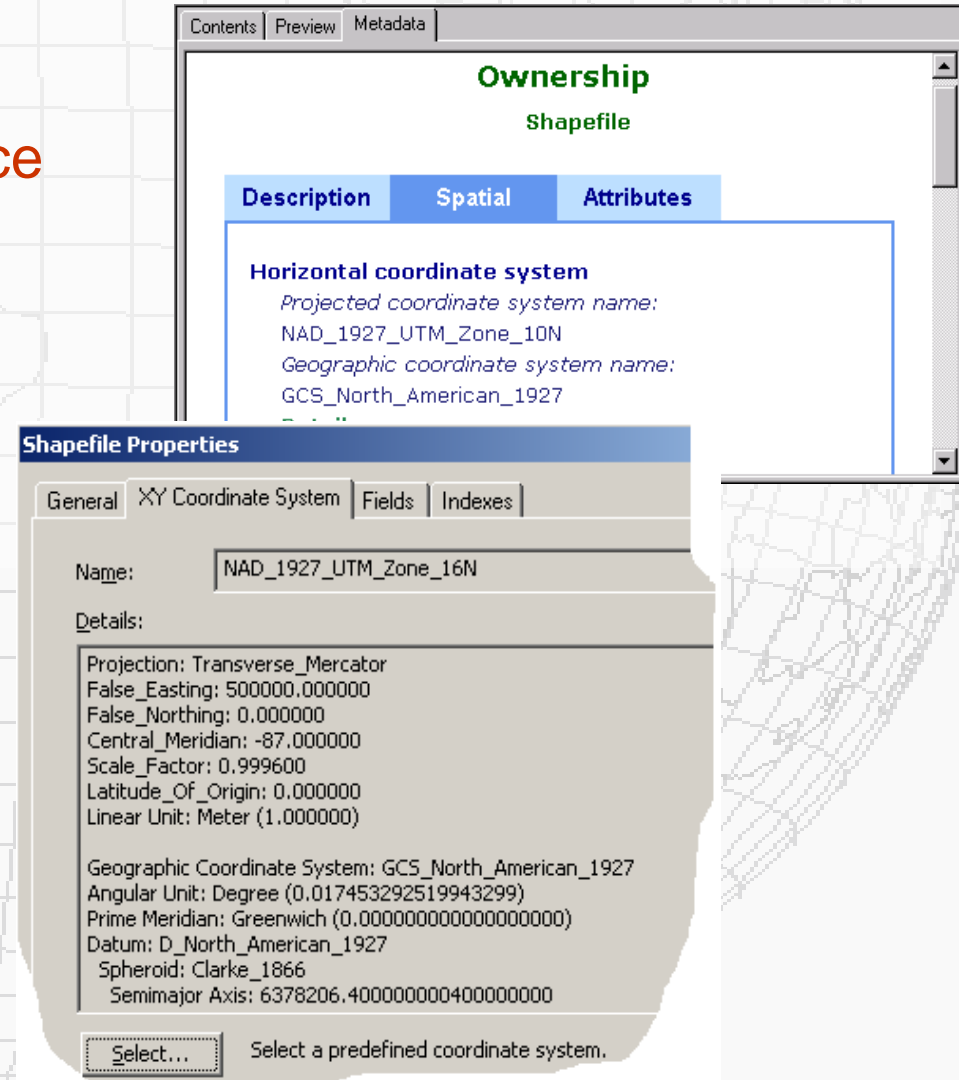 Contents Preview Metadata
Ownership
Shapefile
Description Spatial Attributes
Horizontal coordinate system
Projected coordinate system name:
NAD_1927_UTM_Zone_10N
Geographic coordinate system name:
GCS_North_American_1927
Shapefile Properties
General XY Coordinate System Fields Indexes
Name: NAD_1927_UTM_Zone_16N
Details:
Projection: Transverse_Mercator
False_Easting: 500000.000000
False_Northing: 0.000000
Central_Meridian: -87.000000
Scale_Factor: 0.999600
Latitude_Of_Origin: 0.000000
Linear Unit: Meter (1.000000)
Geographic Coordinate System: GCS_North_American_1927
Angular Unit: Degree (0.017453292519943299)
Prime Meridian: Greenwich (0.000000000000000000)
Datum: D_North_American_1927
Spheroid: Clarke_1866
Semimajor Axis: 6378206.400000000400000000
Select... Select a predefined coordinate system.